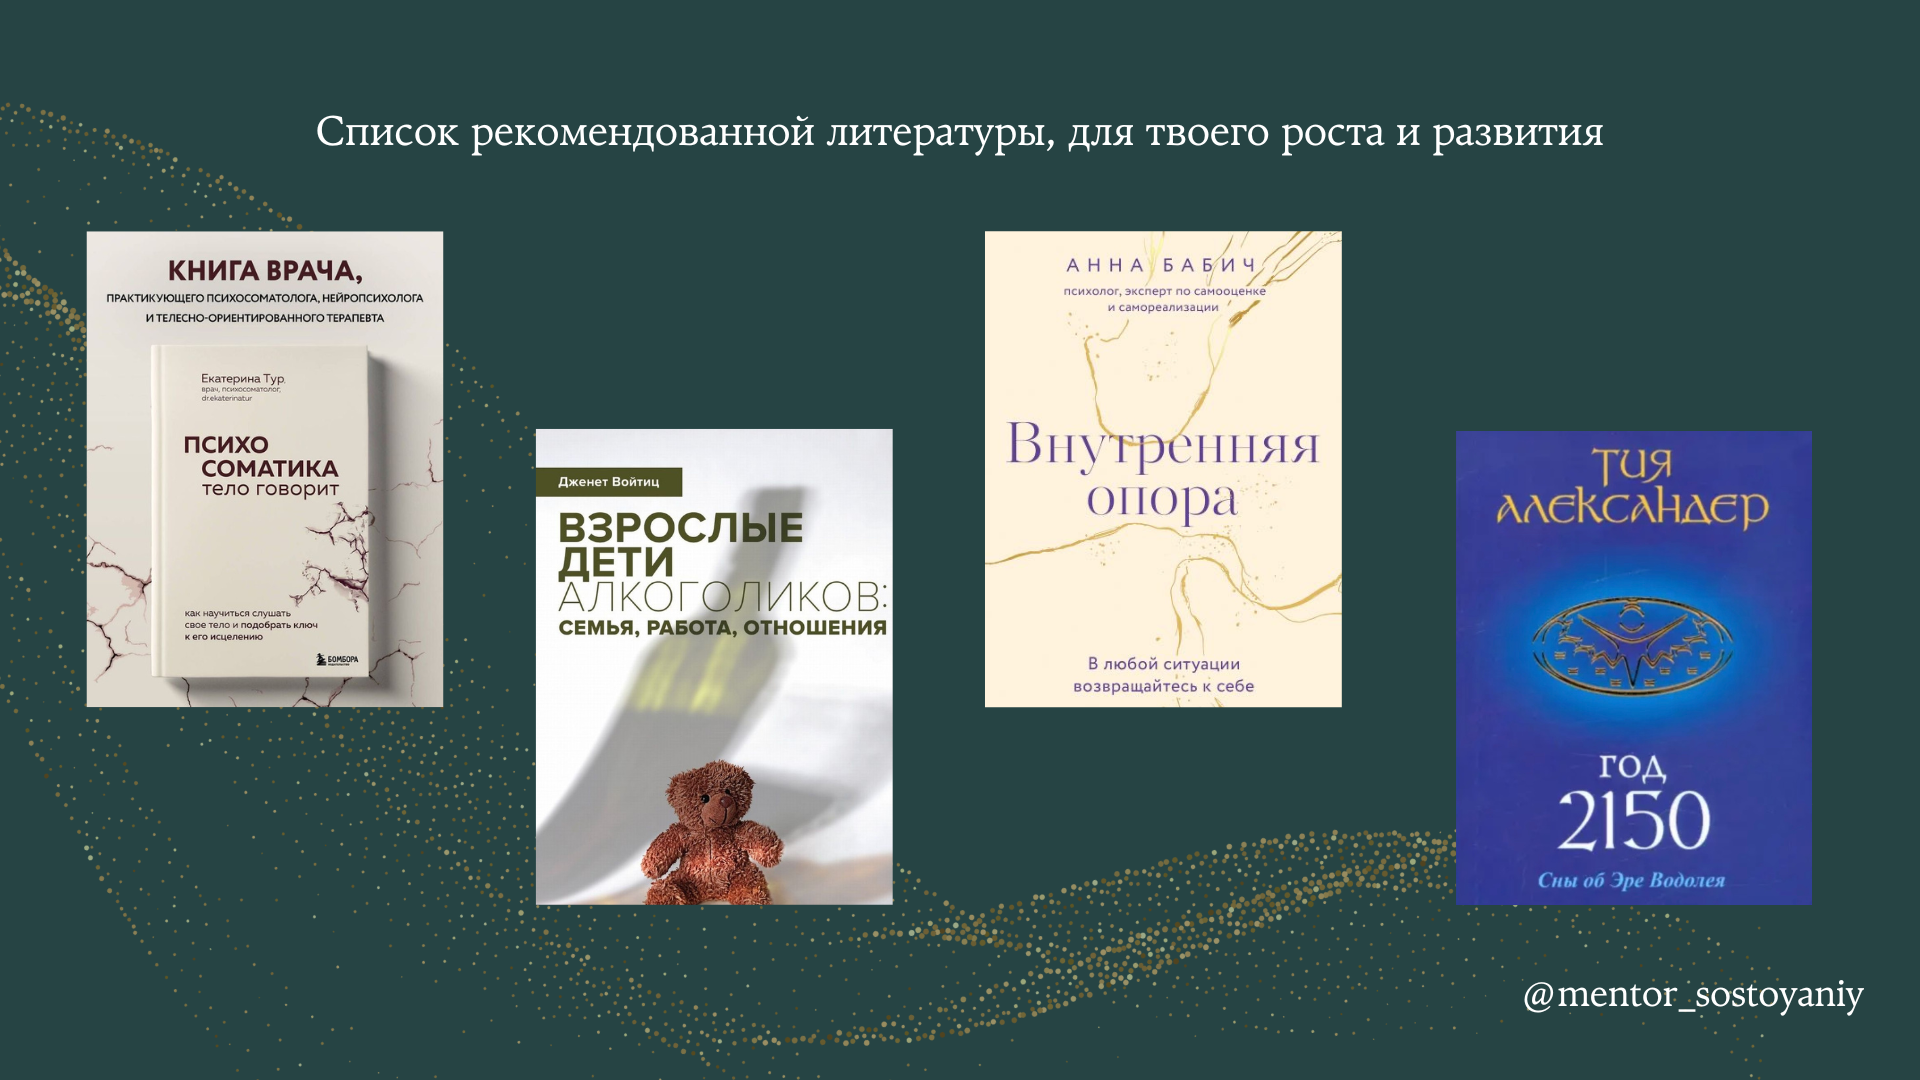 Список рекомендованной литературы, для твоего роста и развития
КНИГА ВРАЧА,
ПРАКТИКУЮЩЕГО ПСИХОСОМАТОЛОГА, НЕЙРОПСИХОЛОГА
И ТЕЛЕСНО-ОРИЕНТИРОВАННОГО ТЕРАПЕВТА
Екатерина Тур,
врач, психосоматолог,
dr.ekaterinatur
ПСИХО
СОМАТИКА
тело говорит
как научиться слушать
свое тело и подобрать ключ
к его исцелению
БОМБОРА
Дженет Войтиц
ВЗРОСЛЫЕ
ДЕТИ
АЛКОГОЛИКОВ:
СЕМЬЯ, РАБОТА, ОТНОШЕНИЯ
АННА БАБИЧ
психолог, эксперт по самооценке
и самореализации
Внутренняя
опора
В любой ситуации
возвращайтесь к себе
ТИЯ
АЛЕКСАНДЕР
ГОД
2150
Сны об Эре Водолея
@mentor_sostoyaniy